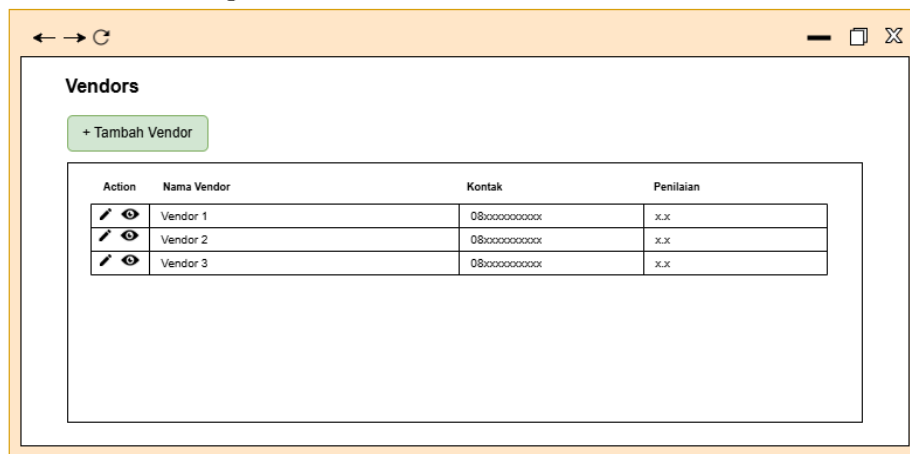 Vendors
+ Tambah Vendor
Action Nama Vendor Kontak Penilaian
Vendor 1 08xxxxxxxxxx x.x
Vendor 2 08xxxxxxxxxx x.x
Vendor 3 08xxxxxxxxxx x.x